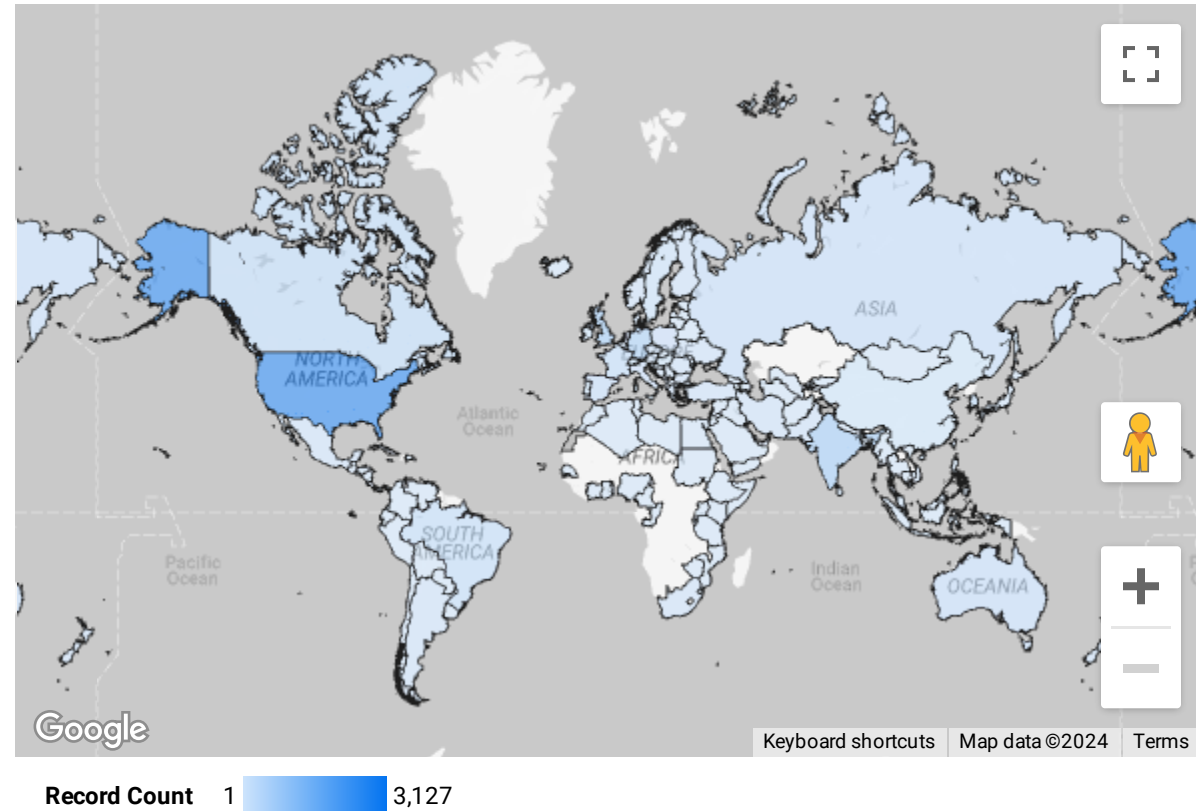 ASIA
EUROPE
NORTH
AMERICA
Atlantic
Ocean
AFRICA
SOUTH
AMERICA
Pacific
Ocean
Indian
Ocean
OCEANIA
Google
Keyboard shortcuts
Map data ©2024
Terms
Record Count 1 3,127